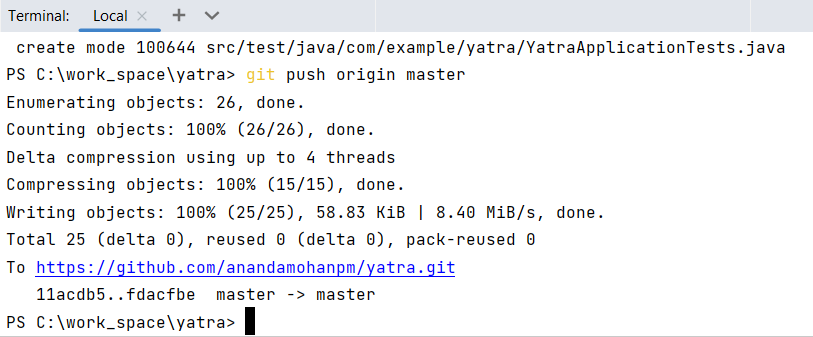 Terminal: Local × + ∨
create mode 100644 src/test/java/com/example/yatra/YatraApplicationTests.java
PS C:\work_space\yatra> git push origin master
Enumerating objects: 26, done.
Counting objects: 100% (26/26), done.
Delta compression using up to 4 threads
Compressing objects: 100% (15/15), done.
Writing objects: 100% (25/25), 58.83 KiB | 8.40 MiB/s, done.
Total 25 (delta 0), reused 0 (delta 0), pack-reused 0
To https://github.com/anandamohanpm/yatra.git
11acdb5..fdacfbe  master -> master
PS C:\work_space\yatra>